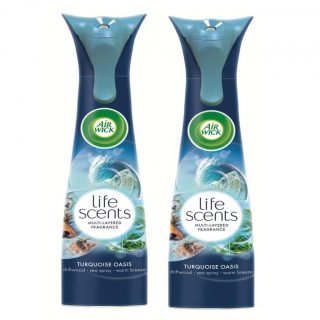 AIR
WICK
life
scents
MULTI-LAYERED
FRAGRANCE
TURQUOISE OASIS
driftwood - sea spray - warm breeze
AIR
WICK
life
scents
MULTI-LAYERED
FRAGRANCE
TURQUOISE OASIS
driftwood - sea spray - warm breeze